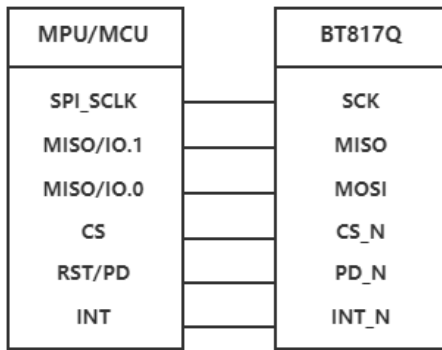 MPU/MCU BT817Q
SPI_SCLK SCK
MISO/IO.1 MISO
MISO/IO.0 MOSI
CS CS_N
RST/PD PD_N
INT INT_N